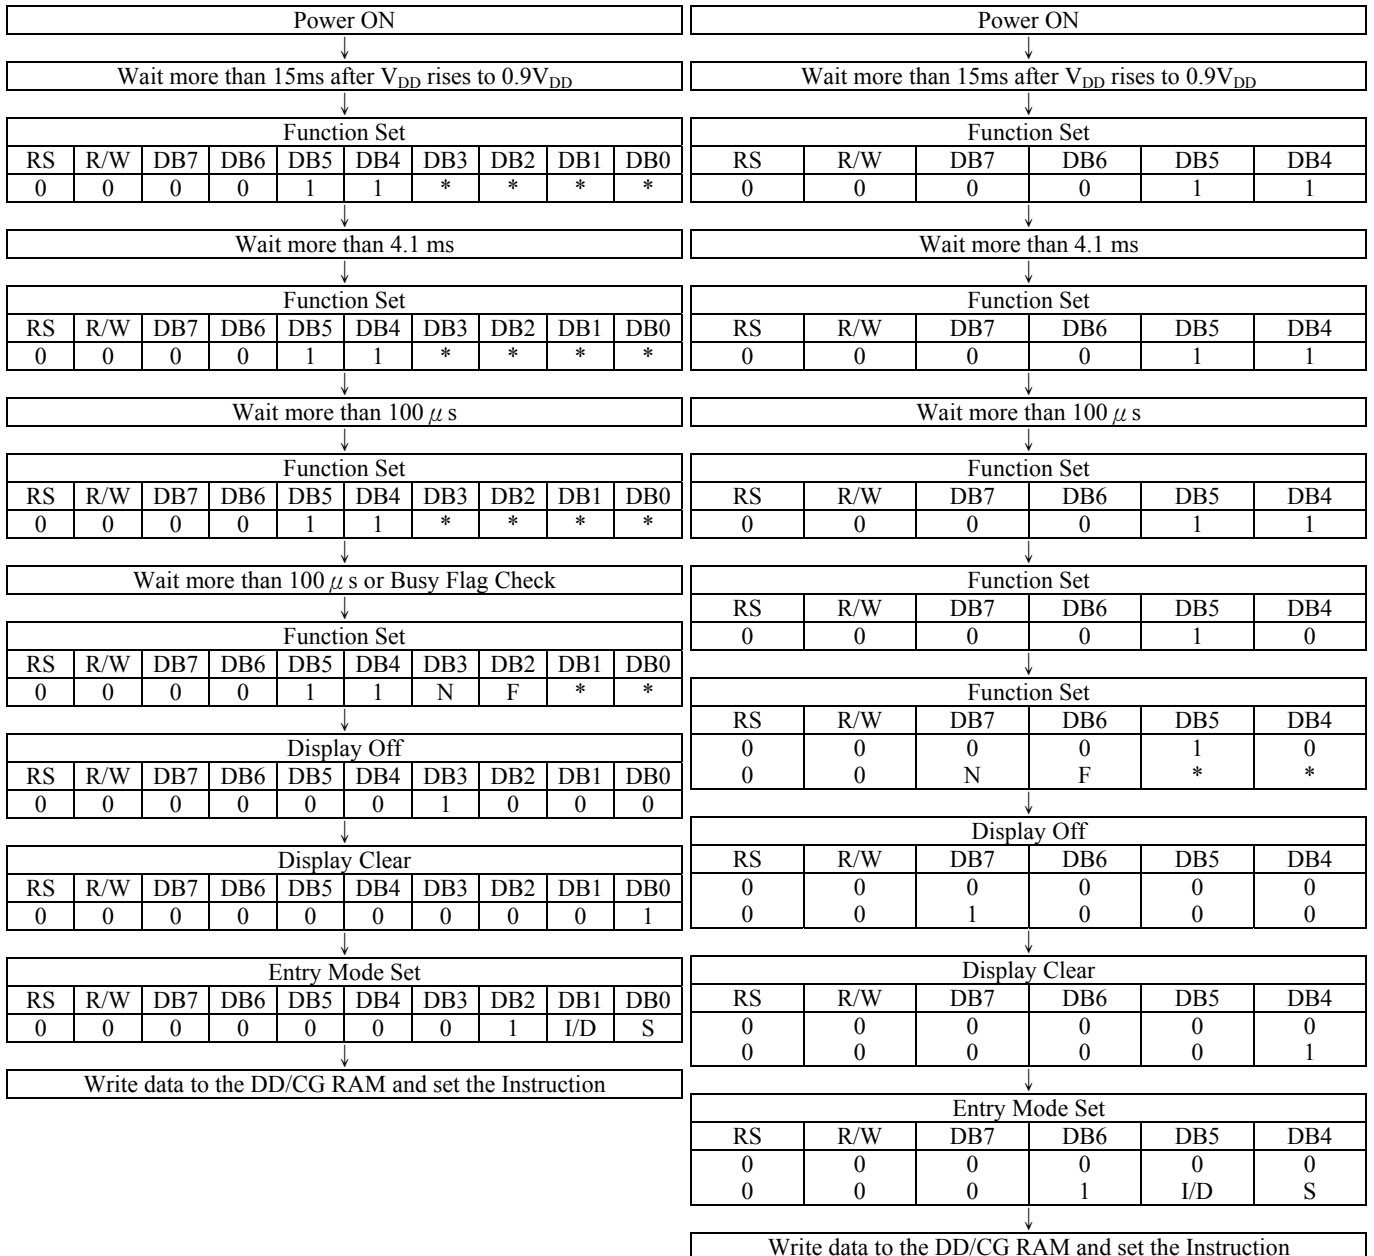 Power ON
↓
Wait more than 15ms after VDD rises to 0.9VDD
↓
Function Set
RS R/W DB7 DB6 DB5 DB4 DB3 DB2 DB1 DB0
0 0 0 0 1 1 * * * *
↓
Wait more than 4.1 ms
↓
Function Set
RS R/W DB7 DB6 DB5 DB4 DB3 DB2 DB1 DB0
0 0 0 0 1 1 * * * *
↓
Wait more than 100 μ s
↓
Function Set
RS R/W DB7 DB6 DB5 DB4 DB3 DB2 DB1 DB0
0 0 0 0 1 1 * * * *
↓
Wait more than 100 μ s or Busy Flag Check
↓
Function Set
RS R/W DB7 DB6 DB5 DB4 DB3 DB2 DB1 DB0
0 0 0 0 1 1 N F * *
↓
Display Off
RS R/W DB7 DB6 DB5 DB4 DB3 DB2 DB1 DB0
0 0 0 0 0 0 1 0 0 0
↓
Display Clear
RS R/W DB7 DB6 DB5 DB4 DB3 DB2 DB1 DB0
0 0 0 0 0 0 0 0 0 1
↓
Entry Mode Set
RS R/W DB7 DB6 DB5 DB4 DB3 DB2 DB1 DB0
0 0 0 0 0 0 0 1 I/D S
↓
Write data to the DD/CG RAM and set the Instruction
Power ON
↓
Wait more than 15ms after VDD rises to 0.9VDD
↓
Function Set
RS R/W DB7 DB6 DB5 DB4
0 0 0 0 1 1
↓
Wait more than 4.1 ms
↓
Function Set
RS R/W DB7 DB6 DB5 DB4
0 0 0 0 1 1
↓
Wait more than 100 μ s
↓
Function Set
RS R/W DB7 DB6 DB5 DB4
0 0 0 0 1 1
↓
Function Set
RS R/W DB7 DB6 DB5 DB4
0 0 0 0 1 0
↓
Function Set
RS R/W DB7 DB6 DB5 DB4
0 0 0 0 1 0
0 0 N F * *
↓
Display Off
RS R/W DB7 DB6 DB5 DB4
0 0 0 0 0 0
0 0 1 0 0 0
↓
Display Clear
RS R/W DB7 DB6 DB5 DB4
0 0 0 0 0 0
0 0 0 0 0 1
↓
Entry Mode Set
RS R/W DB7 DB6 DB5 DB4
0 0 0 0 0 0
0 0 0 1 I/D S
↓
Write data to the DD/CG RAM and set the Instruction